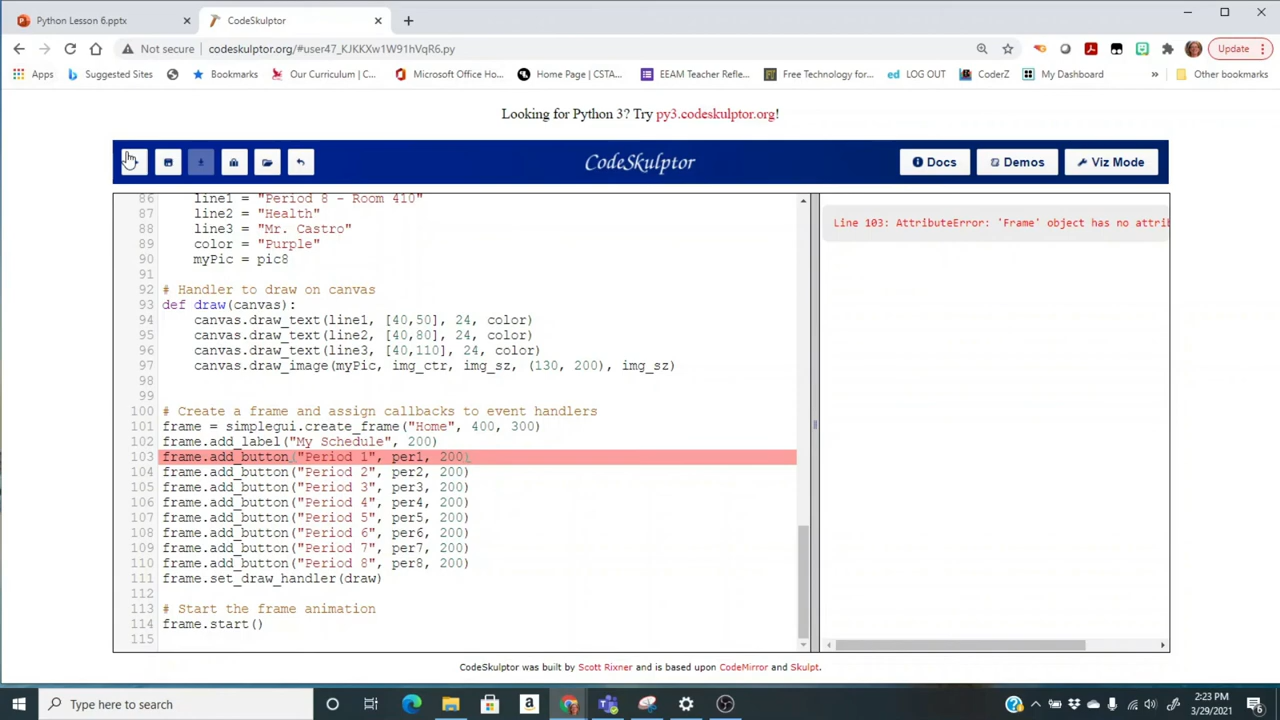 Python Lesson 6.pptx
CodeSkulptor
Not secure
codeskulptor.org/#user47_KJKKXw1W91hVqR6.py
Update
Apps
Suggested Sites
Bookmarks
Our Curriculum | C...
Microsoft Office Ho...
Home Page | CSTA...
EEAM Teacher Refle...
Free Technology for...
ed LOG OUT
CoderZ
My Dashboard
»
Other bookmarks
Looking for Python 3? Try py3.codeskulptor.org!
CodeSkulptor
Docs
Demos
Viz Mode
86 line1 = "Period 8 – Room 410"
87 line2 = "Health"
88 line3 = "Mr. Castro"
89 color = "Purple"
90 myPic = pic8
91
92 # Handler to draw on canvas
93 def draw(canvas):
94 canvas.draw_text(line1, [40,50], 24, color)
95 canvas.draw_text(line2, [40,80], 24, color)
96 canvas.draw_text(line3, [40,110], 24, color)
97 canvas.draw_image(myPic, img_ctr, img_sz, (130, 200), img_sz)
98
99
100 # Create a frame and assign callbacks to event handlers
101 frame = simplegui.create_frame("Home", 400, 300)
102 frame.add_label("My Schedule", 200)
103 frame.add_button("Period 1", per1, 200)
104 frame.add_button("Period 2", per2, 200)
105 frame.add_button("Period 3", per3, 200)
106 frame.add_button("Period 4", per4, 200)
107 frame.add_button("Period 5", per5, 200)
108 frame.add_button("Period 6", per6, 200)
109 frame.add_button("Period 7", per7, 200)
110 frame.add_button("Period 8", per8, 200)
111 frame.set_draw_handler(draw)
112
113 # Start the frame animation
114 frame.start()
115
Line 103: AttributeError: 'Frame' object has no attrib
CodeSkulptor was built by Scott Rixner and is based upon CodeMirror and Skulpt.
Type here to search
2:23 PM
3/29/2021
6